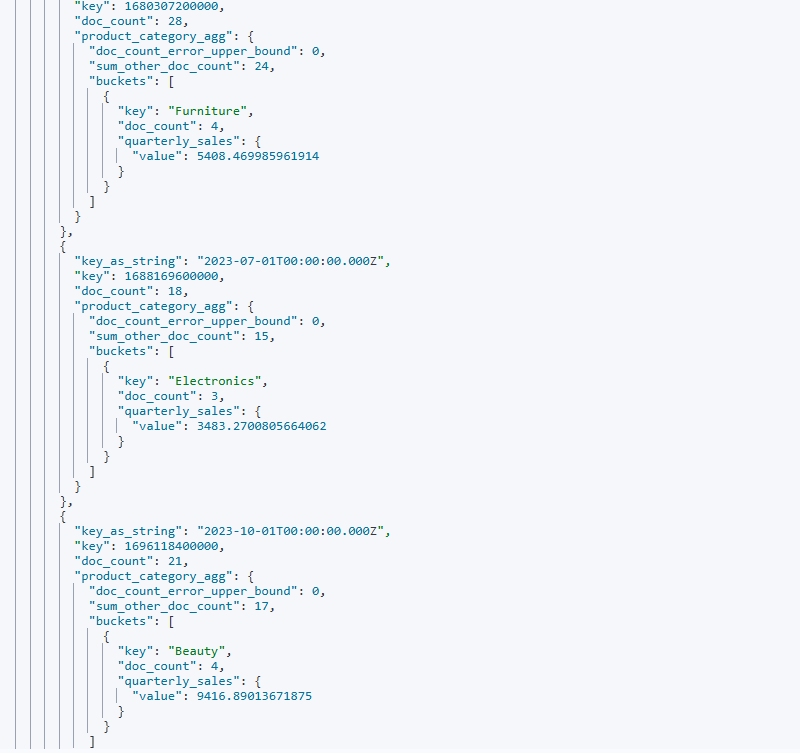 "key": 1680307200000,
"doc_count": 28,
"product_category_agg": {
"doc_count_error_upper_bound": 0,
"sum_other_doc_count": 24,
"buckets": [
{
"key": "Furniture",
"doc_count": 4,
"quarterly_sales": {
"value": 5408.469985961914
}
}
]
}
},
{
"key_as_string": "2023-07-01T00:00:00.000Z",
"key": 1688169600000,
"doc_count": 18,
"product_category_agg": {
"doc_count_error_upper_bound": 0,
"sum_other_doc_count": 15,
"buckets": [
{
"key": "Electronics",
"doc_count": 3,
"quarterly_sales": {
"value": 3483.2700805664062
}
}
]
}
},
{
"key_as_string": "2023-10-01T00:00:00.000Z",
"key": 1696118400000,
"doc_count": 21,
"product_category_agg": {
"doc_count_error_upper_bound": 0,
"sum_other_doc_count": 17,
"buckets": [
{
"key": "Beauty",
"doc_count": 4,
"quarterly_sales": {
"value": 9416.89013671875
}
}
]